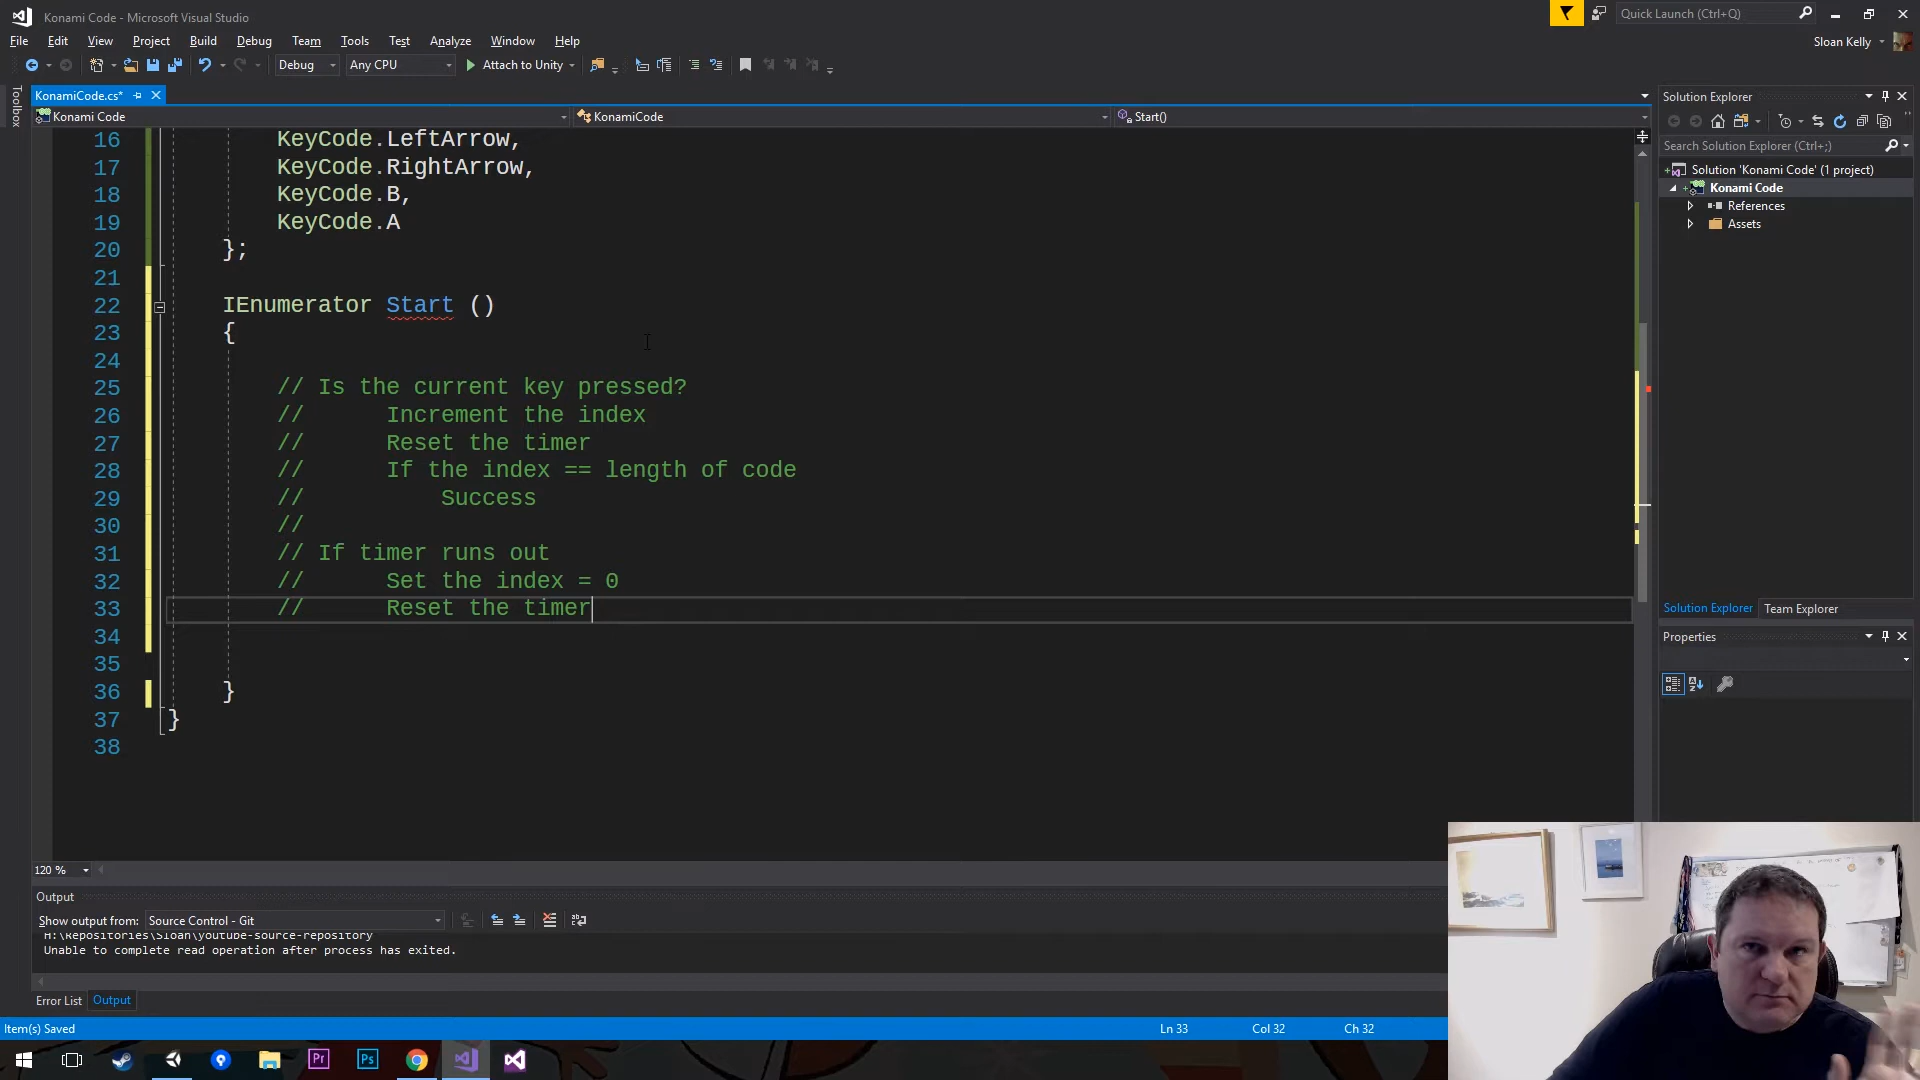 Konami Code - Microsoft Visual Studio
Quick Launch (Ctrl+Q)
File Edit View Project Build Debug Team Tools Test Analyze Window Help
Sloan Kelly
Debug Any CPU Attach to Unity
Toolbox
KonamiCode.cs*
Konami Code KonamiCode Start()
16 KeyCode.LeftArrow,
17 KeyCode.RightArrow,
18 KeyCode.B,
19 KeyCode.A
20 };
21
22 IEnumerator Start ()
23 {
24
25 // Is the current key pressed?
26 // Increment the index
27 // Reset the timer
28 // If the index == length of code
29 // Success
30 //
31 // If timer runs out
32 // Set the index = 0
33 // Reset the timer
34
35
36 }
37 }
38
120 %
Output
Show output from: Source Control - Git
H:\Repositories\Sloan\youtube-source-repository
Unable to complete read operation after process has exited.
Error List Output
Item(s) Saved Ln 33 Col 32 Ch 32
Solution Explorer
Search Solution Explorer (Ctrl+;)
Solution 'Konami Code' (1 project)
Konami Code
References
Assets
Solution Explorer Team Explorer
Properties
Pr Ps